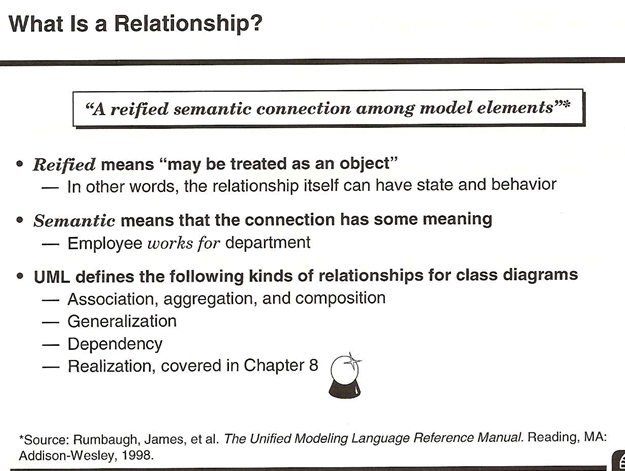 What Is a Relationship?
“A reified semantic connection among model elements”*
• Reified means “may be treated as an object”
— In other words, the relationship itself can have state and behavior
• Semantic means that the connection has some meaning
— Employee works for department
• UML defines the following kinds of relationships for class diagrams
— Association, aggregation, and composition
— Generalization
— Dependency
— Realization, covered in Chapter 8
*Source: Rumbaugh, James, et al. The Unified Modeling Language Reference Manual. Reading, MA:
Addison-Wesley, 1998.